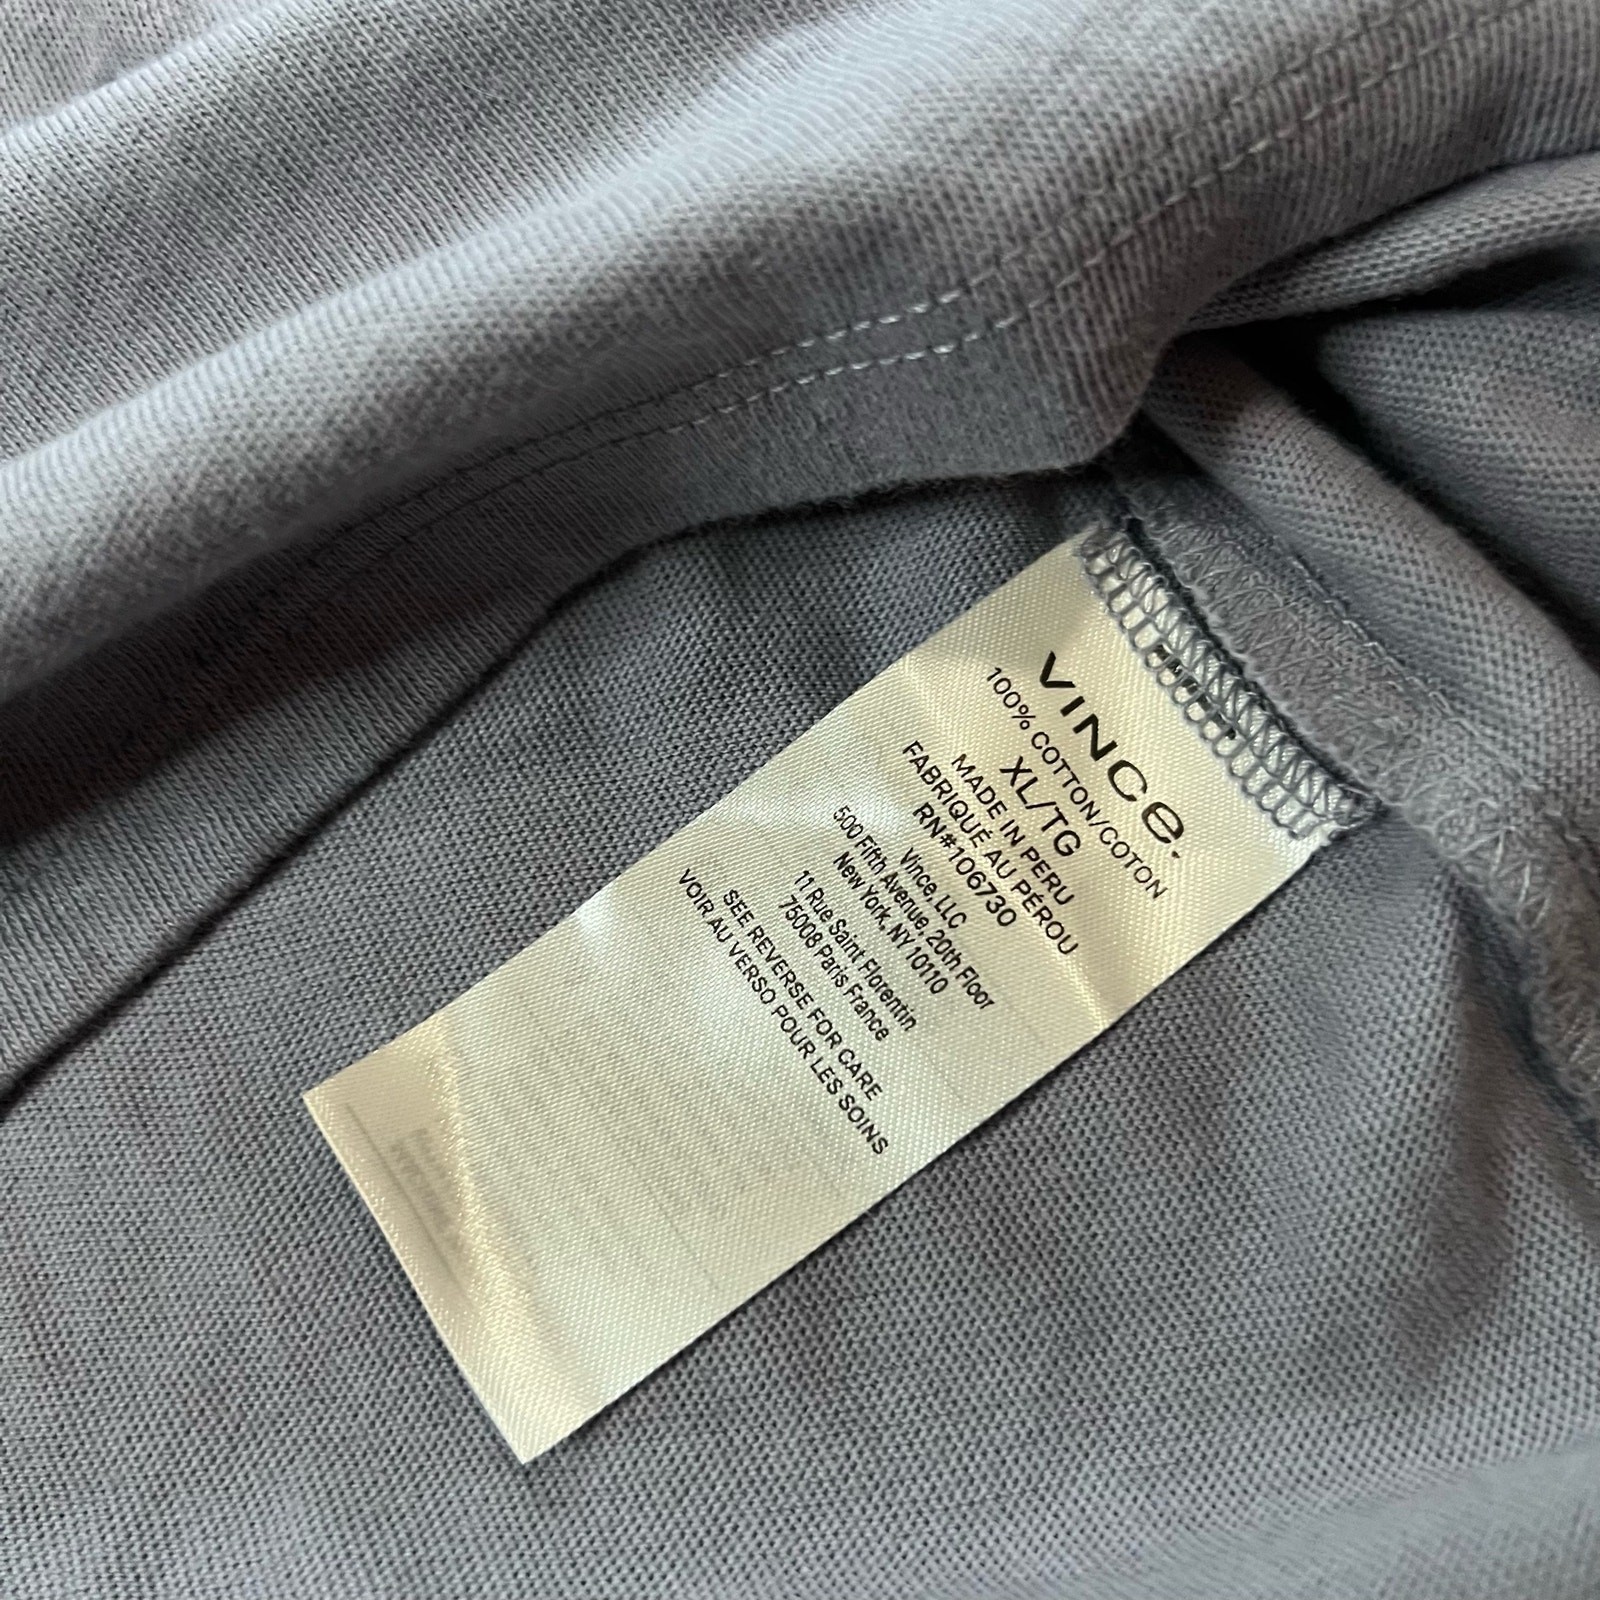 VINCE.
100% COTTON/COTON
XL/TG
MADE IN PERU
FABRIQUÉ AU PÉROU
RN#106730
Vince, LLC
500 Fifth Avenue, 20th Floor
New York, NY 10110
11 Rue Saint Florentin
75008 Paris France
SEE REVERSE FOR CARE
VOIR AU VERSO POUR LES SOINS